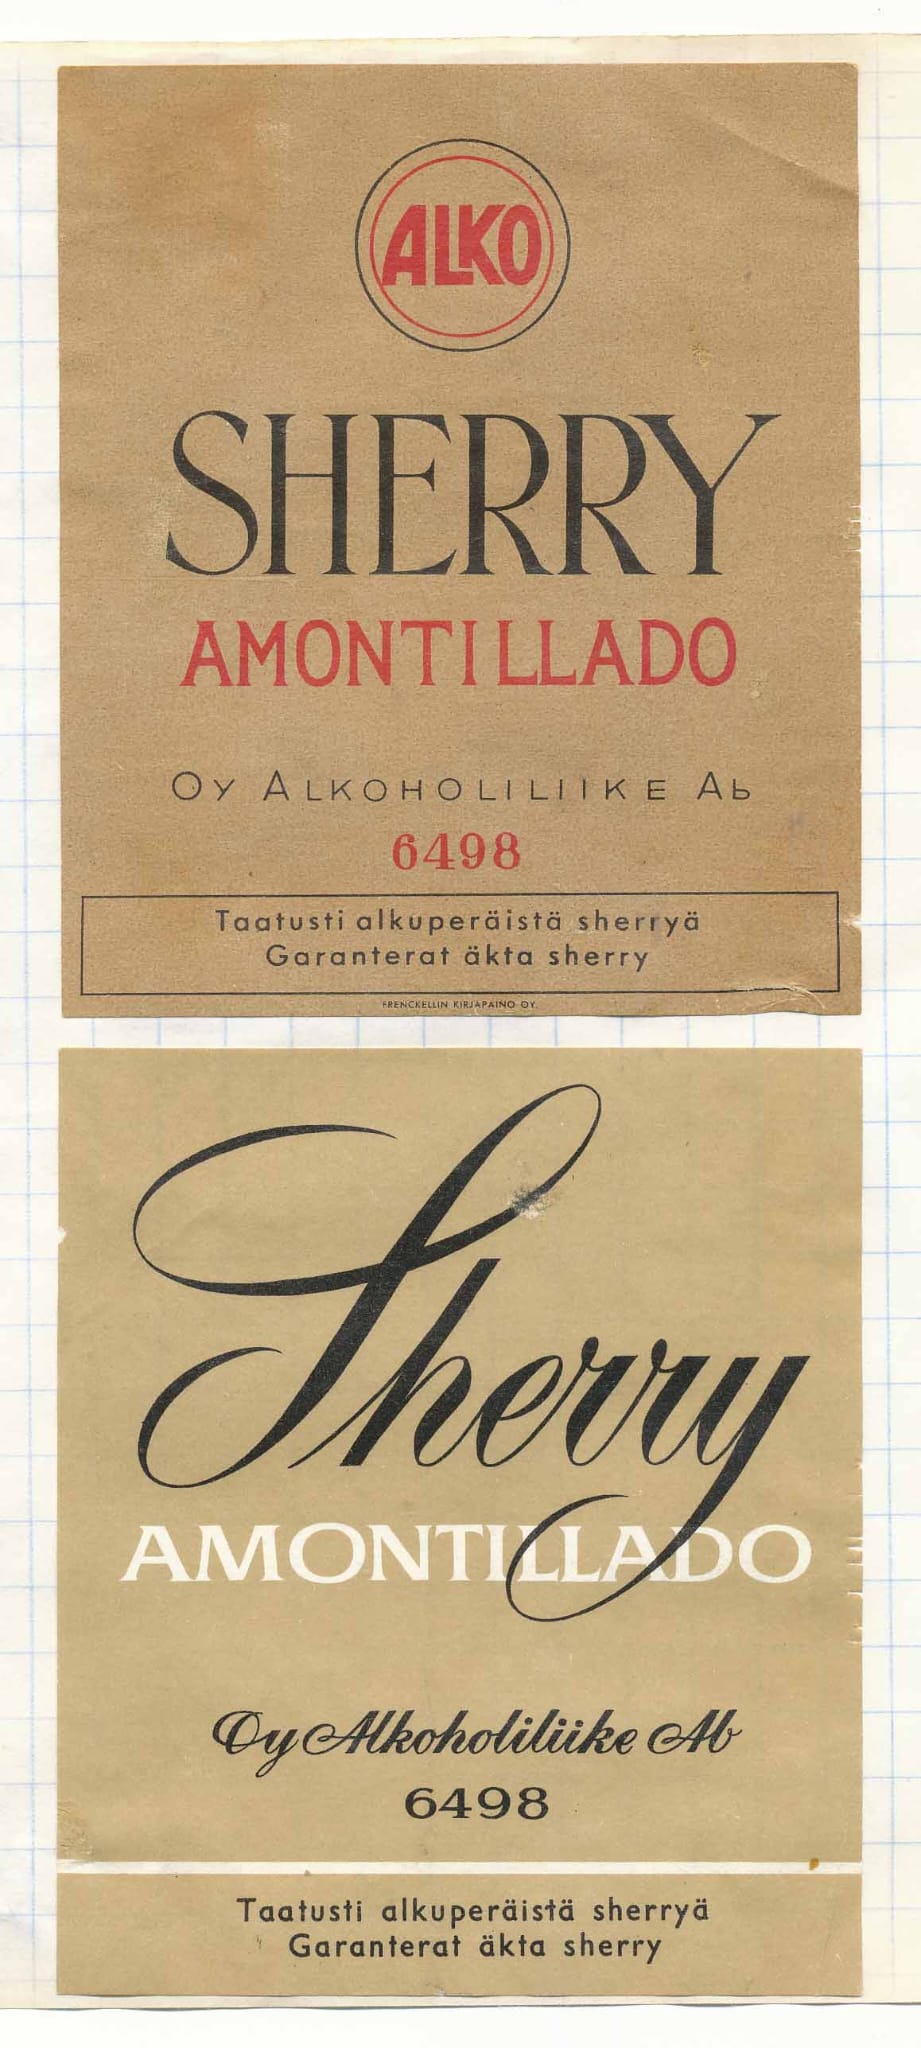 ALKO
SHERRY
AMONTILLADO
OY ALKOHOLILIIKE AB
6498
Taatusti alkuperäistä sherryä
Garanterat äkta sherry
FRENCKELLIN KIRJAPAINO OY.
Sherry
AMONTILLADO
Oy Alkoholiliike Ab
6498
Taatusti alkuperäistä sherryä
Garanterat äkta sherry